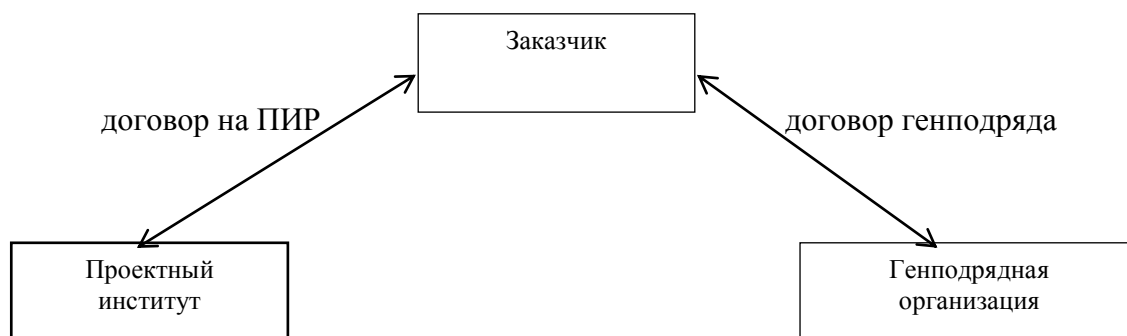 Заказчик
договор на ПИР
договор генподряда
Проектный
институт
Генподрядная
организация